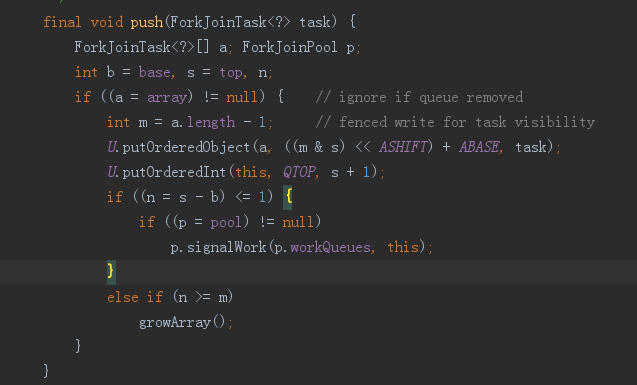 final void push(ForkJoinTask<?> task) {
    ForkJoinTask<?>[] a; ForkJoinPool p;
    int b = base, s = top, n;
    if ((a = array) != null) {    // ignore if queue removed
        int m = a.length - 1;     // fenced write for task visibility
        U.putOrderedObject(a, ((m & s) << ASHIFT) + ABASE, task);
        U.putOrderedInt(this, QTOP, s + 1);
        if ((n = s - b) <= 1) {
            if ((p = pool) != null)
                p.signalWork(p.workQueues, this);
        }
        else if (n >= m)
            growArray();
    }
}